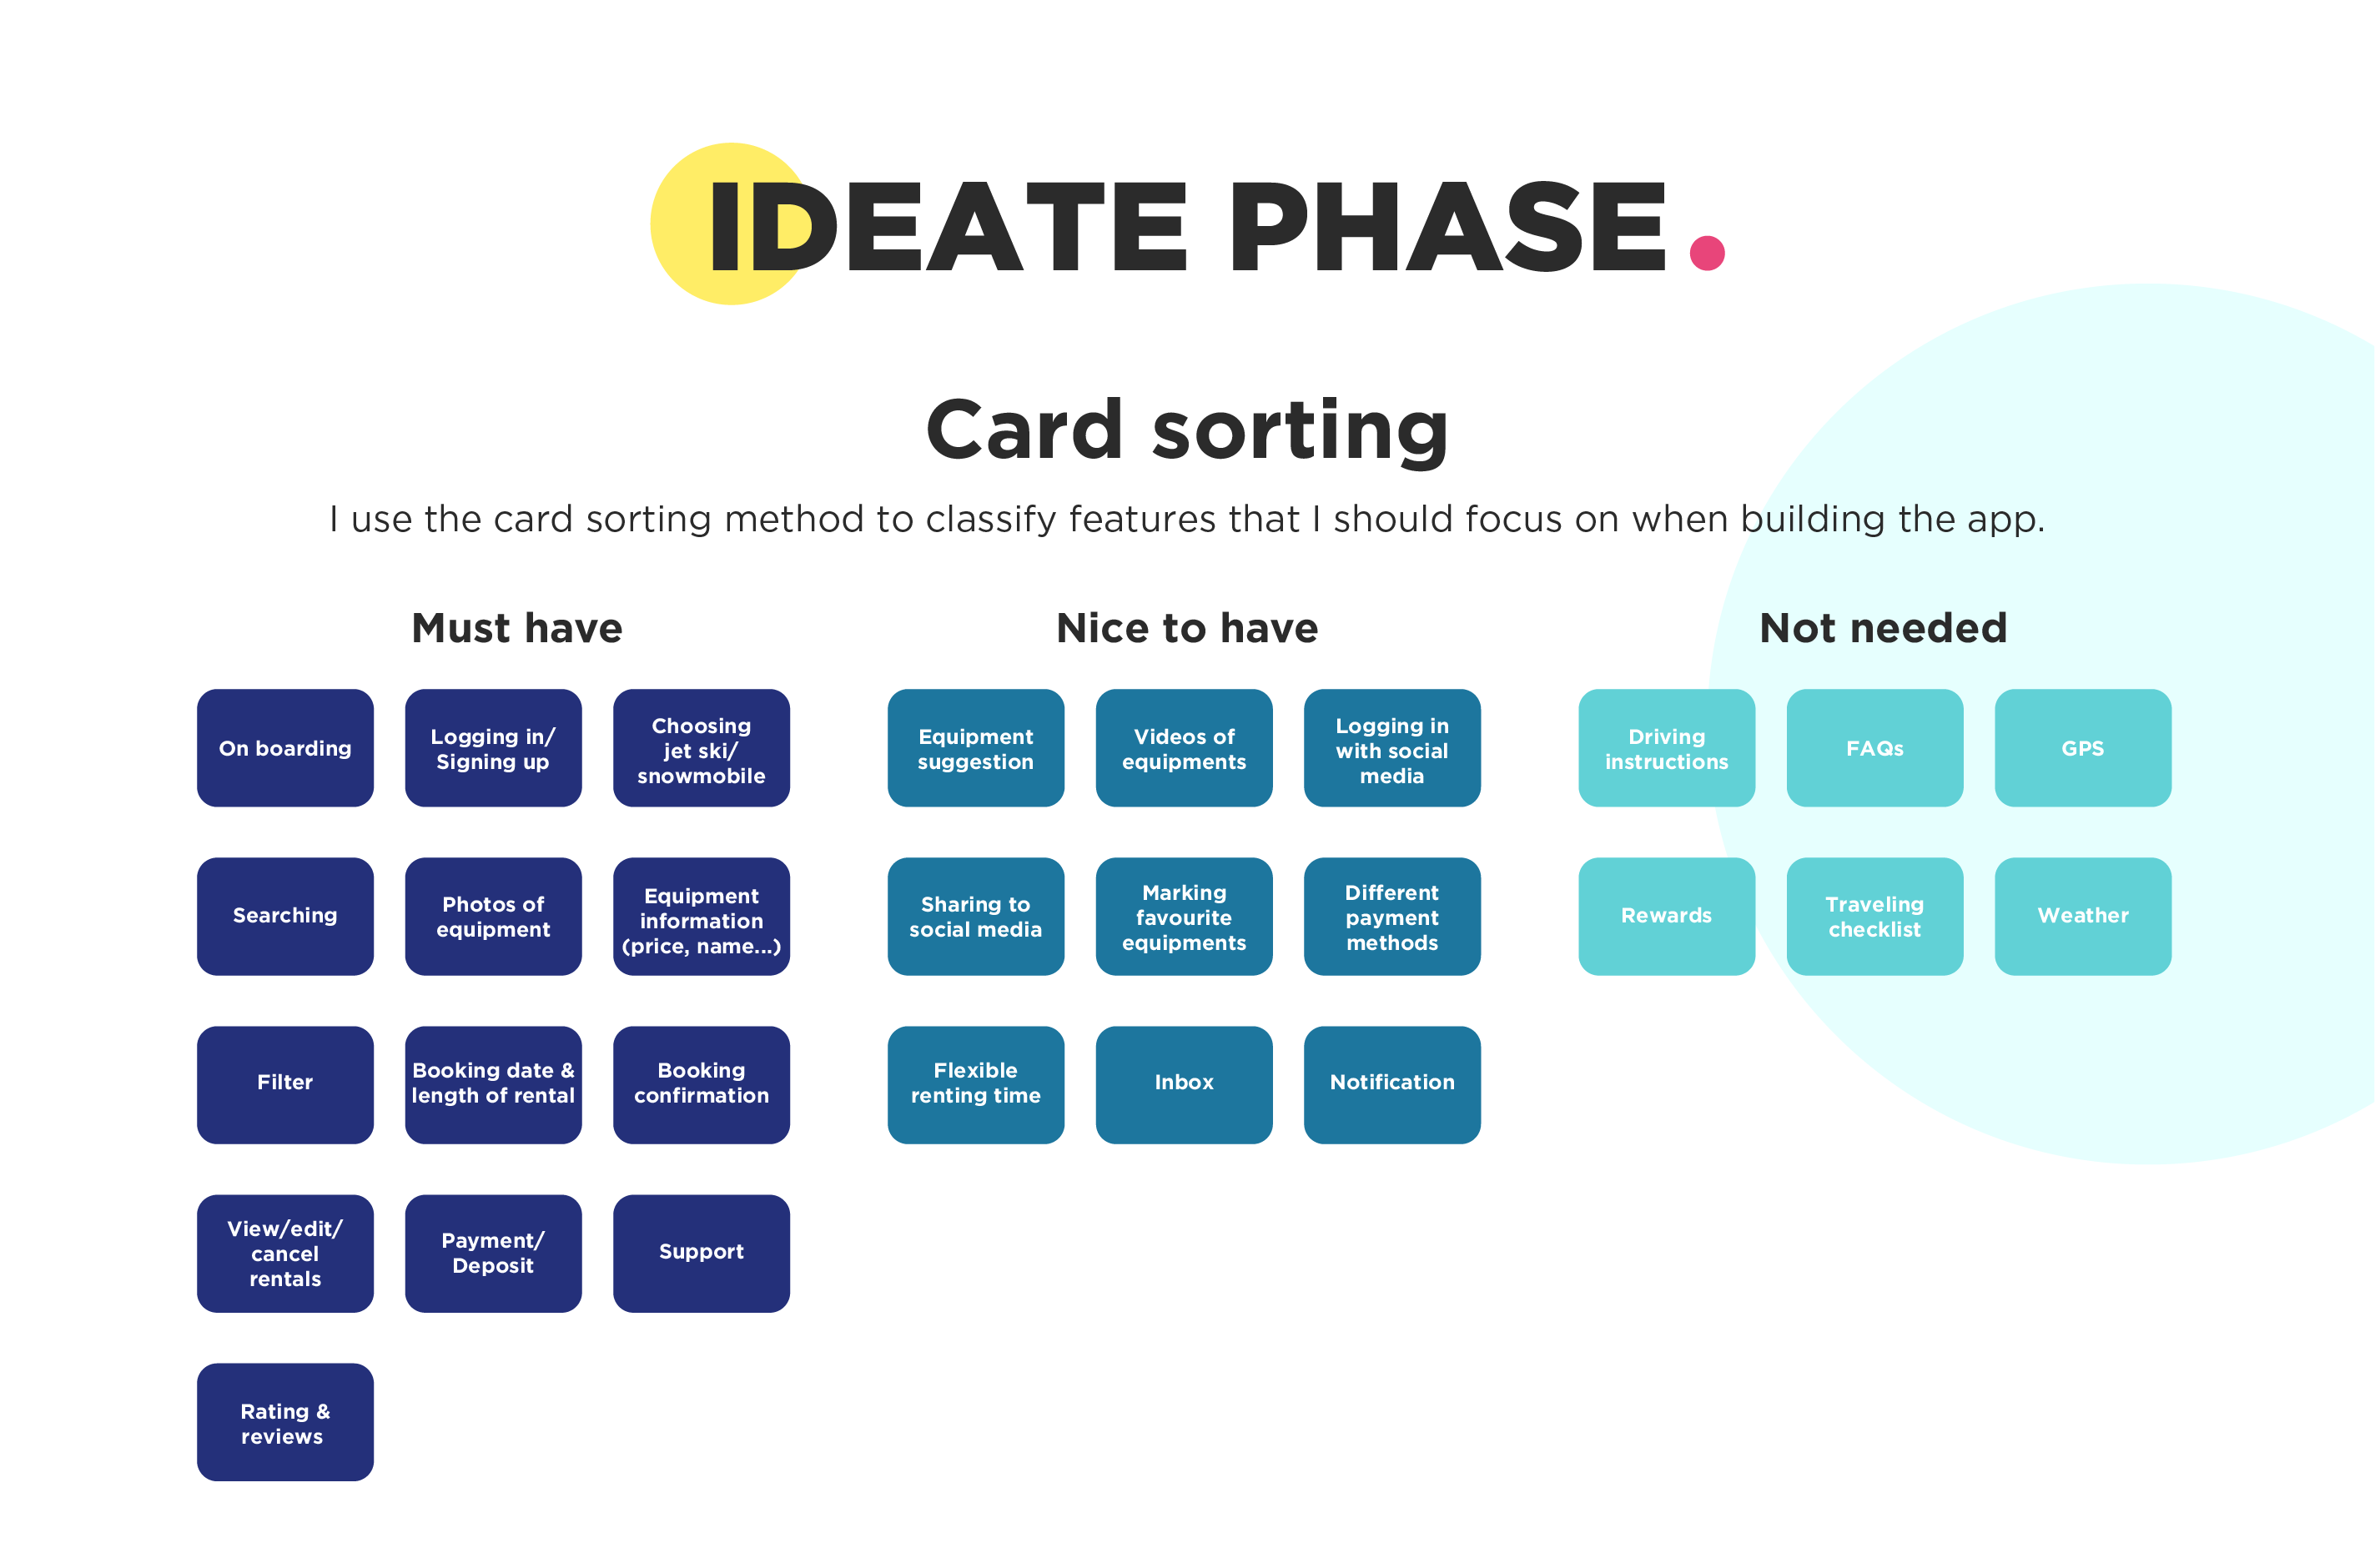 IDEATE PHASE.
Card sorting
I use the card sorting method to classify features that I should focus on when building the app.
Must have
On boarding
Logging in/
Signing up
Choosing
jet ski/
snowmobile
Searching
Photos of
equipment
Equipment
information
(price, name...)
Filter
Booking date &
length of rental
Booking
confirmation
View/edit/
cancel
rentals
Payment/
Deposit
Support
Rating &
reviews
Nice to have
Equipment
suggestion
Videos of
equipments
Logging in
with social
media
Sharing to
social media
Marking
favourite
equipments
Different
payment
methods
Flexible
renting time
Inbox
Notification
Not needed
Driving
instructions
FAQs
GPS
Rewards
Traveling
checklist
Weather